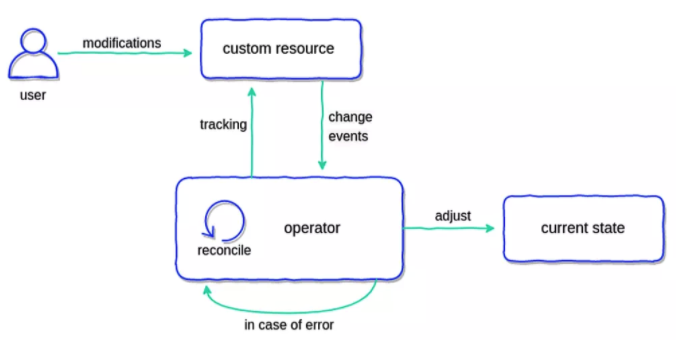 modifications
custom resource
user
tracking
change
events
operator
reconcile
adjust
current state
in case of error